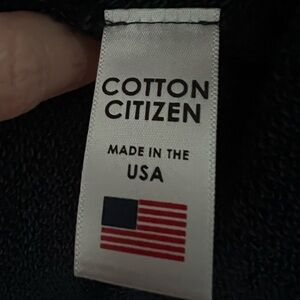 COTTON
CITIZEN
MADE IN THE
USA